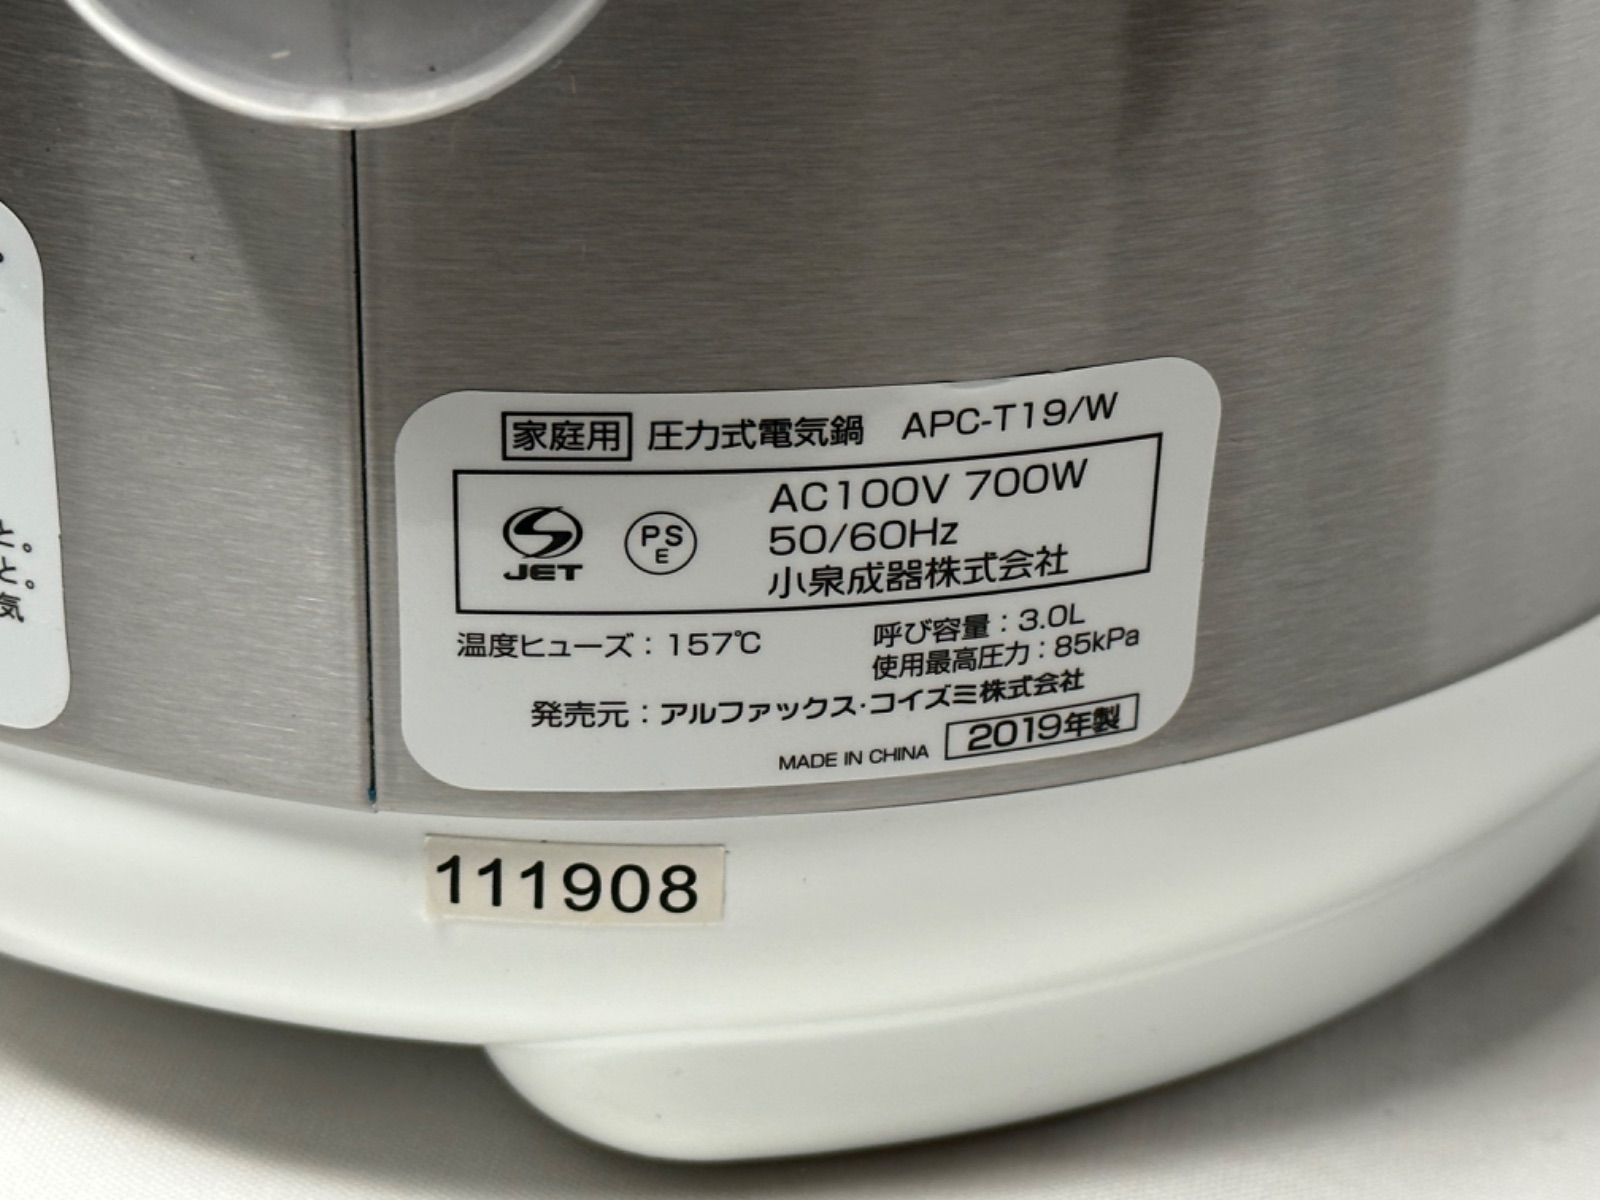 と。
と。
気
家庭用 圧力式電気鍋 APC-T19/W
JET PSE AC100V 700W
50/60Hz
小泉成器株式会社
温度ヒューズ：157℃ 呼び容量：3.0L
使用最高圧力：85kPa
発売元：アルファックス・コイズミ株式会社
MADE IN CHINA 2019年製
111908